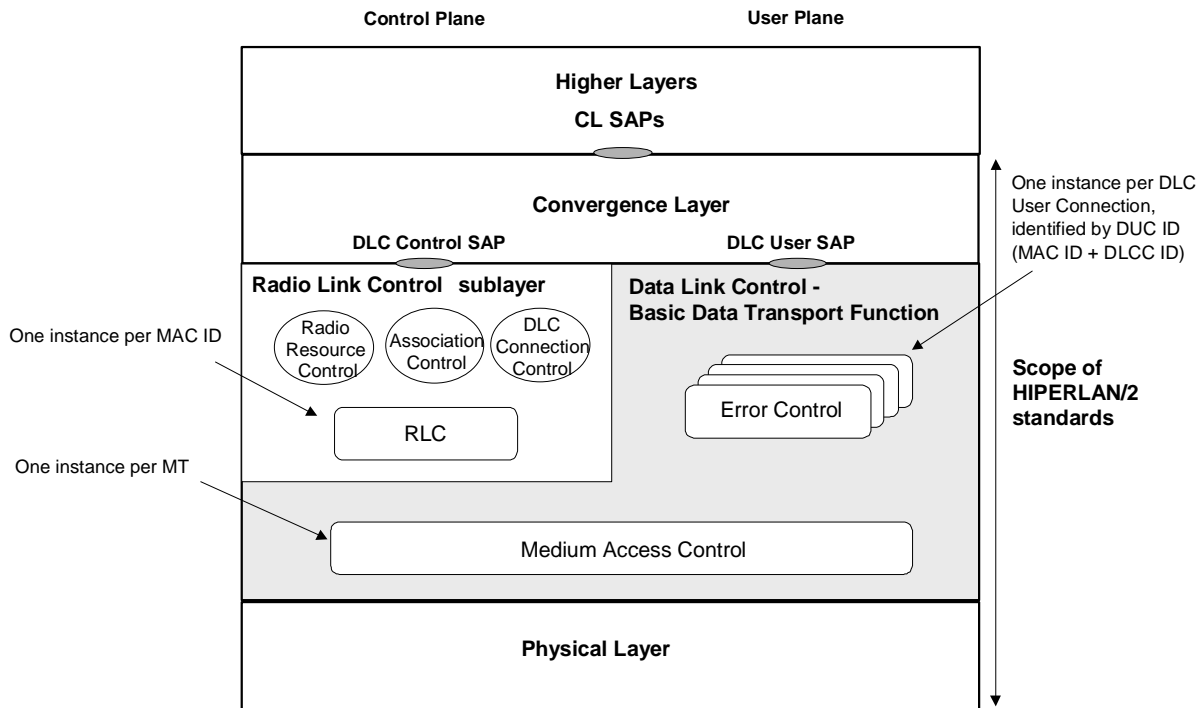 Control Plane
User Plane
Higher Layers
CL SAPs
One instance per DLC
User Connection,
identified by DUC ID
(MAC ID + DLCC ID)
Convergence Layer
DLC Control SAP
DLC User SAP
Radio Link Control sublayer
Data Link Control -
Basic Data Transport Function
One instance per MAC ID
Radio
Resource
Control
Association
Control
DLC
Connection
Control
Error Control
Scope of
HIPERLAN/2
standards
RLC
One instance per MT
Medium Access Control
Physical Layer